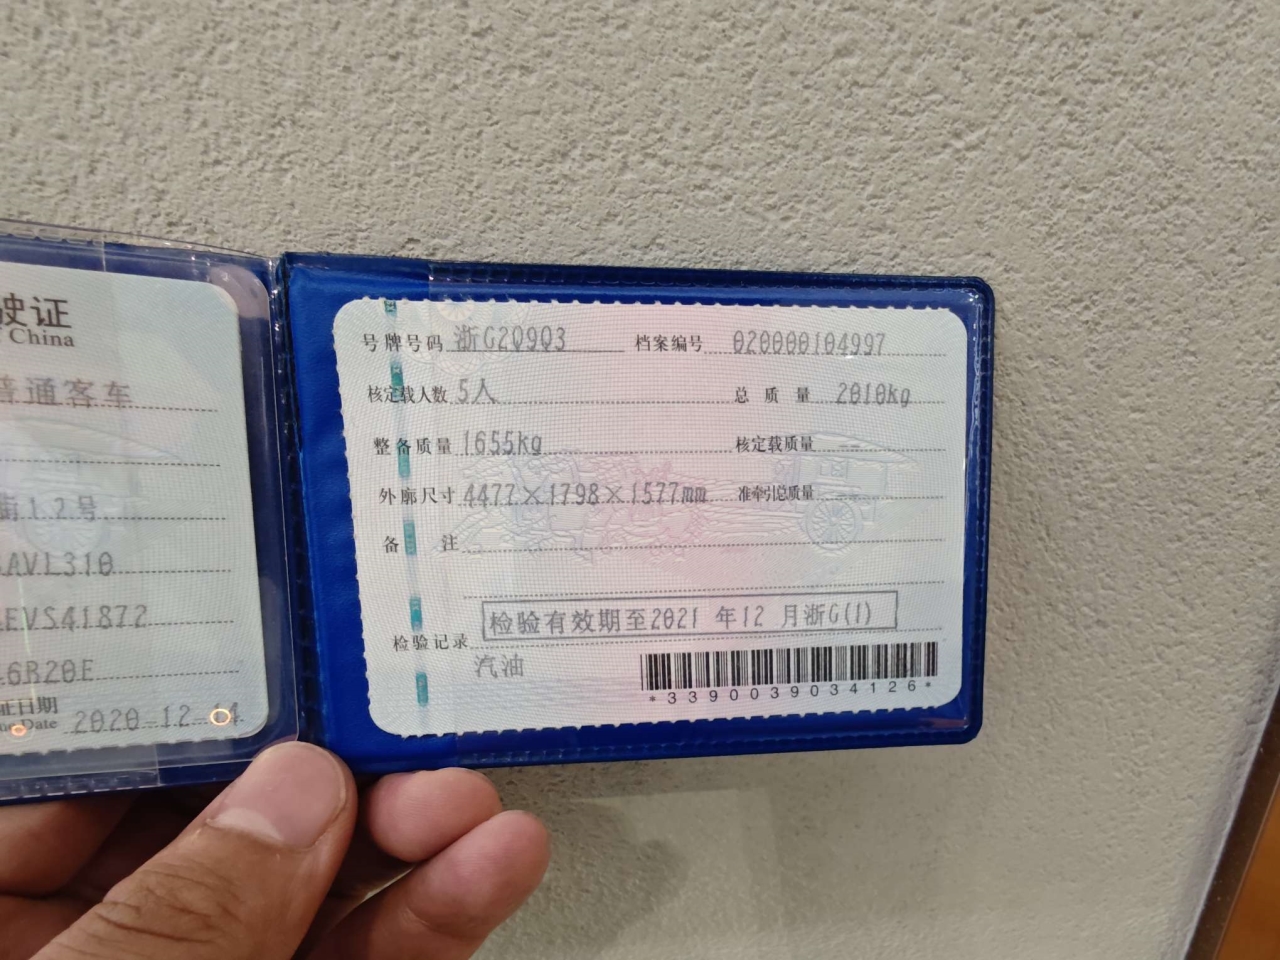 驶证
China
普通客车
街12号
AVL310
EVS41872
6R20E
证日期
Date 2020-12-
号牌号码 浙G20903 档案编号 020000104997
核定载人数 5人 总质量 2010kg
整备质量 1655kg 核定载质量 --
外廓尺寸 4477×1798×1577mm 准牵引总质量 --
备注
检验有效期至2021 年12 月浙G(1)
检验记录
汽油
*3390039034126*